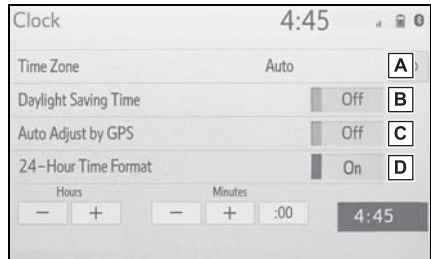 Clock 4:45
Time Zone Auto A
Daylight Saving Time Off B
Auto Adjust by GPS Off C
24-Hour Time Format On D
Hours Minutes
− + − + :00 4:45